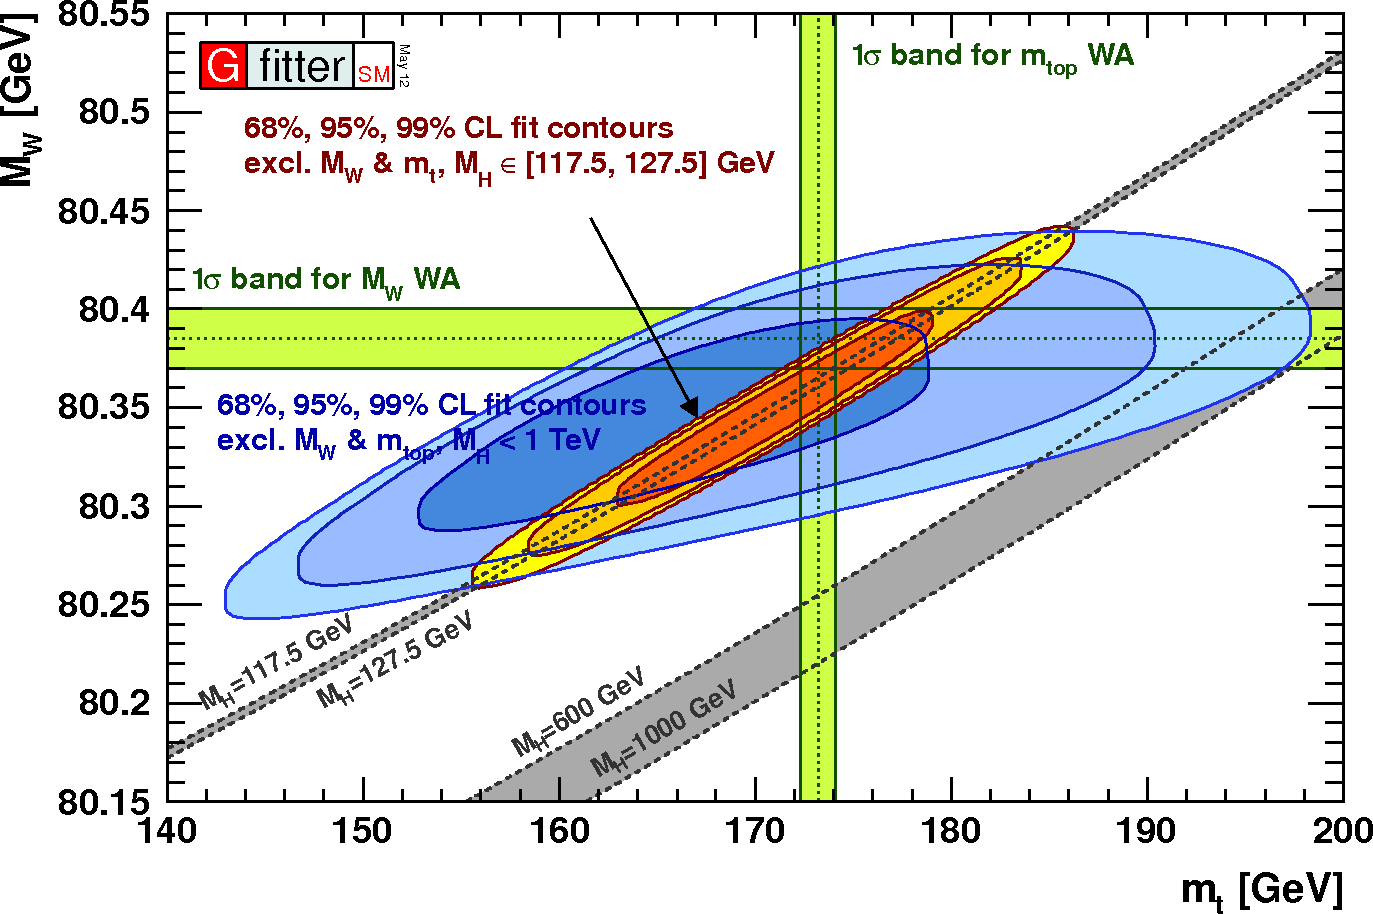 M_W [GeV]
80.55
80.5
80.45
80.4
80.35
80.3
80.25
80.2
80.15
G fitter SM
May 12
1σ band for m_top WA
68%, 95%, 99% CL fit contours
excl. M_W & m_t, M_H ∈ [117.5, 127.5] GeV
1σ band for M_W WA
68%, 95%, 99% CL fit contours
excl. M_W & m_top, M_H < 1 TeV
M_H=117.5 GeV
M_H=127.5 GeV
M_H=600 GeV
M_H=1000 GeV
140 150 160 170 180 190 200
m_t [GeV]